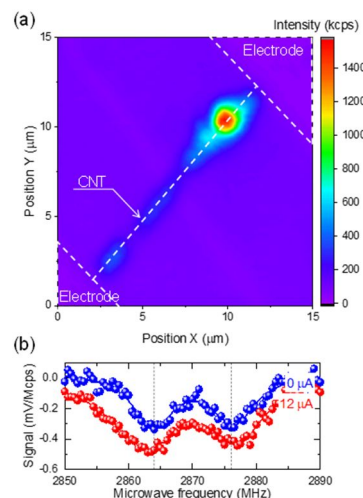 (a)
Intensity (kcps)
15
Electrode
1400
1200
10
1000
Position Y (μm)
800
CNT
600
5
400
200
Electrode
0
0
0
5
10
15
Position X (μm)
(b)
0.0
0 μA
-0.2
12 μA
-0.4
Signal (mV/Mcps)
-0.6
2850
2860
2870
2880
2890
Microwave frequency (MHz)